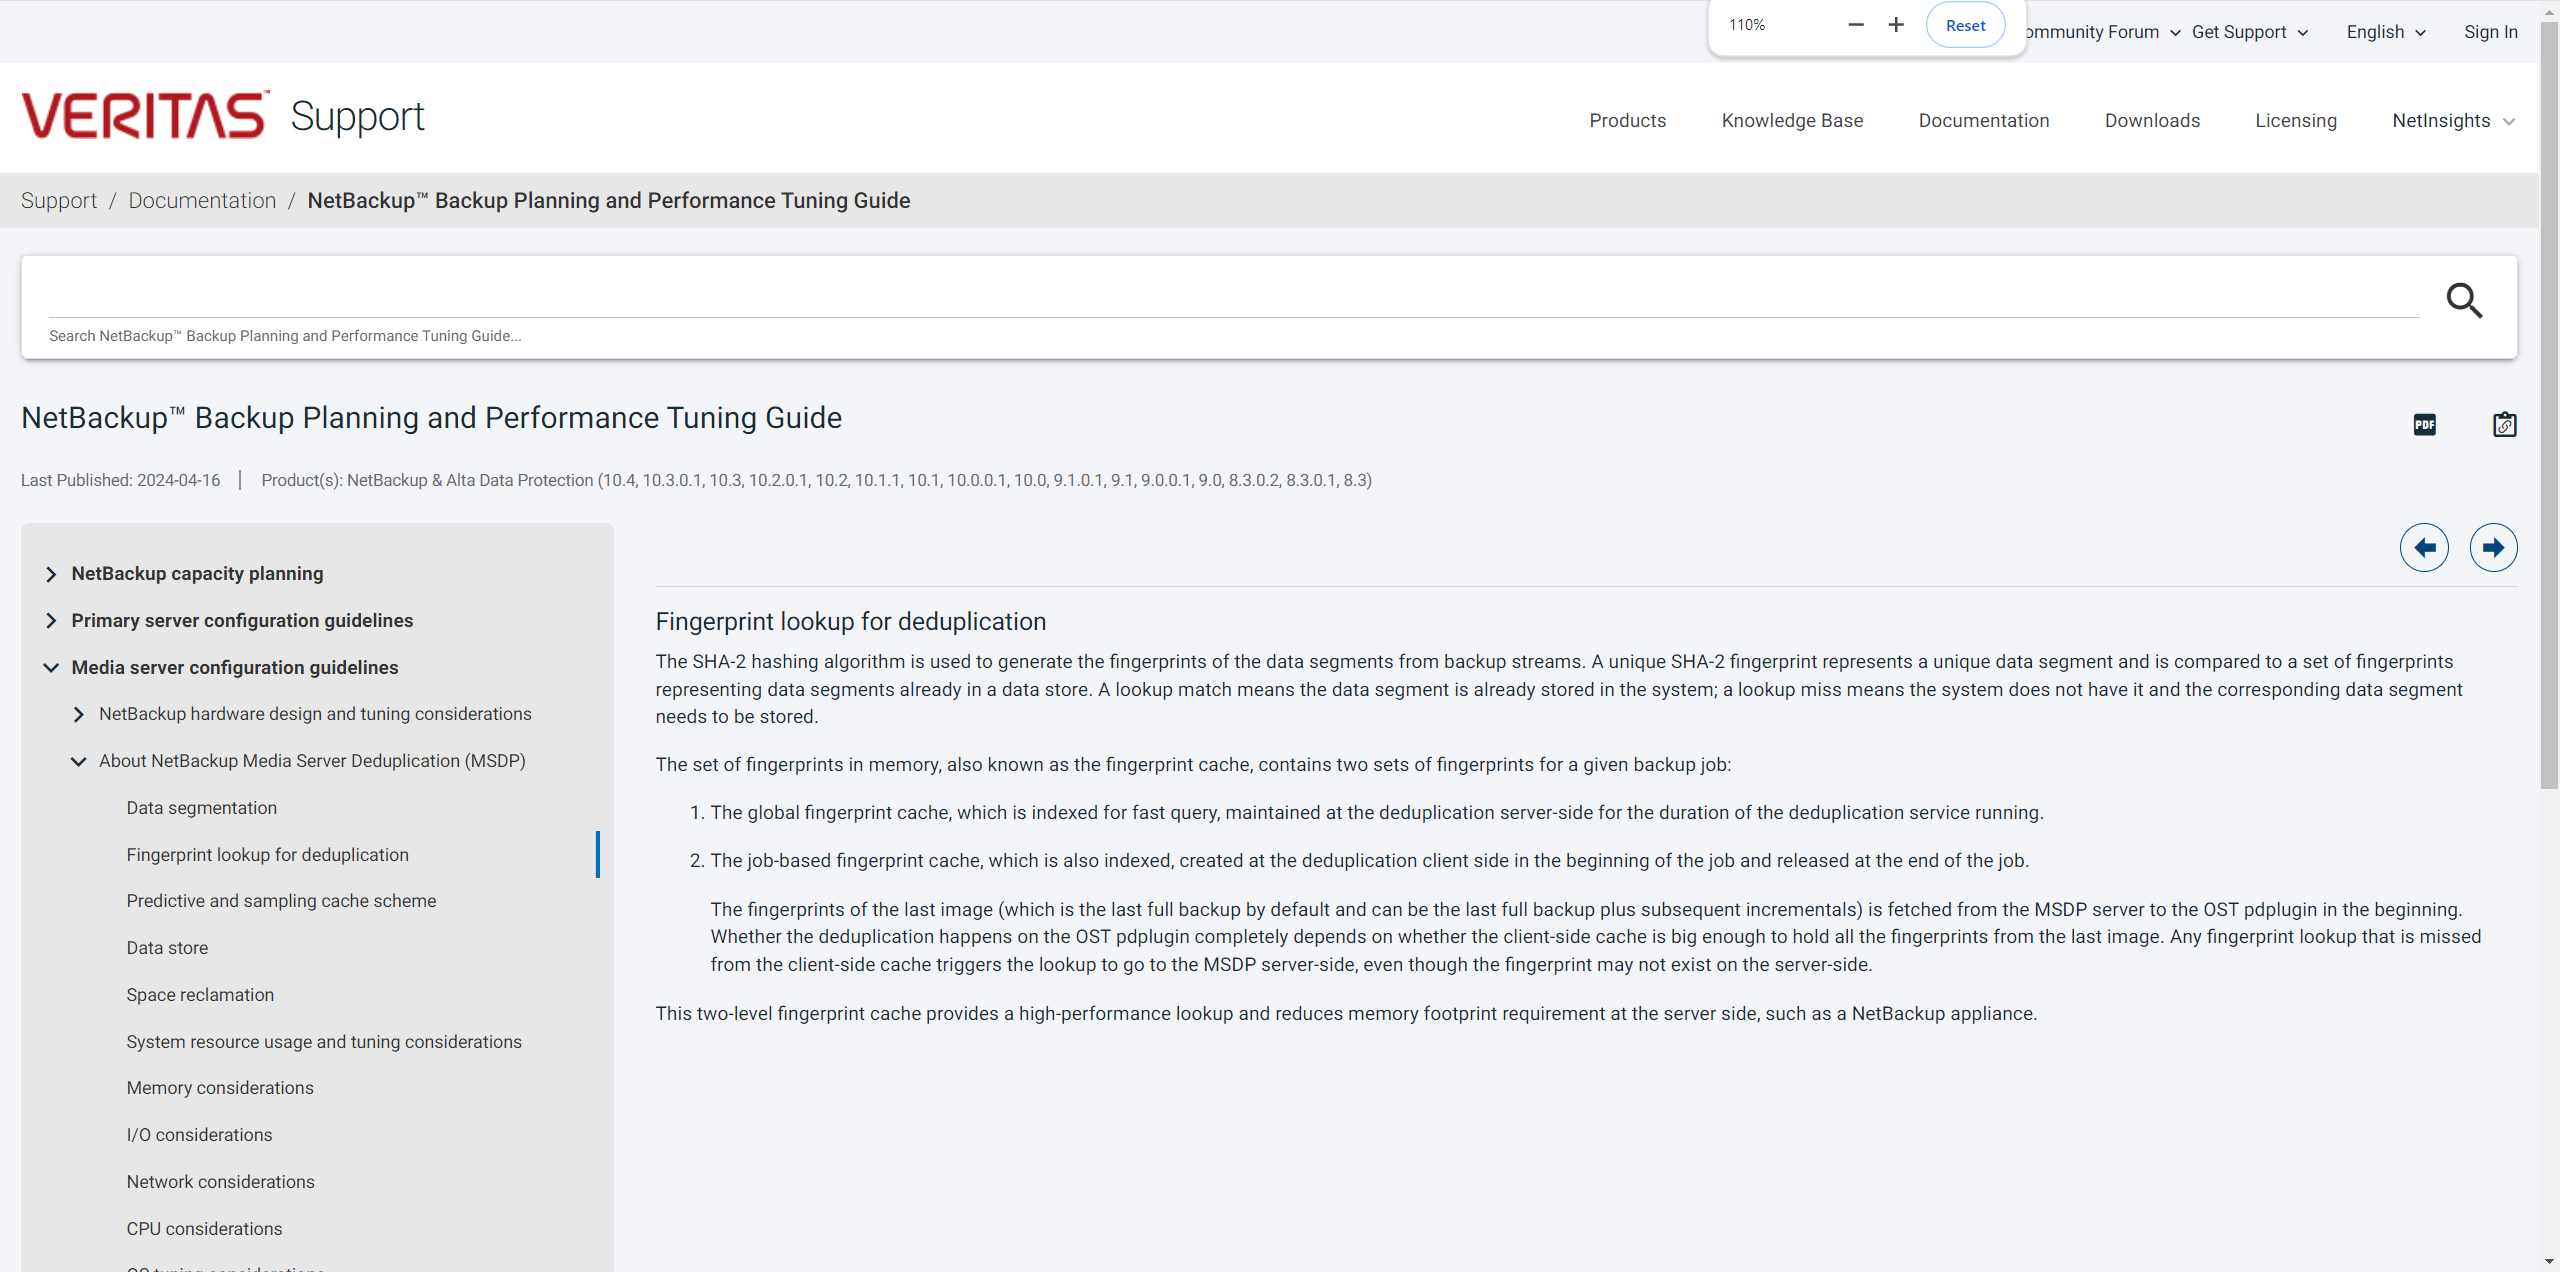 110%
Reset
ommunity Forum
Get Support
English
Sign In
VERITAS™ Support
Products
Knowledge Base
Documentation
Downloads
Licensing
NetInsights
Support / Documentation / NetBackup™ Backup Planning and Performance Tuning Guide
Search NetBackup™ Backup Planning and Performance Tuning Guide...
NetBackup™ Backup Planning and Performance Tuning Guide
PDF
Last Published: 2024-04-16 | Product(s): NetBackup & Alta Data Protection (10.4, 10.3.0.1, 10.3, 10.2.0.1, 10.2, 10.1.1, 10.1, 10.0.0.1, 10.0, 9.1.0.1, 9.1, 9.0.0.1, 9.0, 8.3.0.2, 8.3.0.1, 8.3)
NetBackup capacity planning
Primary server configuration guidelines
Media server configuration guidelines
NetBackup hardware design and tuning considerations
About NetBackup Media Server Deduplication (MSDP)
Data segmentation
Fingerprint lookup for deduplication
Predictive and sampling cache scheme
Data store
Space reclamation
System resource usage and tuning considerations
Memory considerations
I/O considerations
Network considerations
CPU considerations
Fingerprint lookup for deduplication
The SHA-2 hashing algorithm is used to generate the fingerprints of the data segments from backup streams. A unique SHA-2 fingerprint represents a unique data segment and is compared to a set of fingerprints
representing data segments already in a data store. A lookup match means the data segment is already stored in the system; a lookup miss means the system does not have it and the corresponding data segment
needs to be stored.
The set of fingerprints in memory, also known as the fingerprint cache, contains two sets of fingerprints for a given backup job:
1. The global fingerprint cache, which is indexed for fast query, maintained at the deduplication server-side for the duration of the deduplication service running.
2. The job-based fingerprint cache, which is also indexed, created at the deduplication client side in the beginning of the job and released at the end of the job.
The fingerprints of the last image (which is the last full backup by default and can be the last full backup plus subsequent incrementals) is fetched from the MSDP server to the OST pdplugin in the beginning.
Whether the deduplication happens on the OST pdplugin completely depends on whether the client-side cache is big enough to hold all the fingerprints from the last image. Any fingerprint lookup that is missed
from the client-side cache triggers the lookup to go to the MSDP server-side, even though the fingerprint may not exist on the server-side.
This two-level fingerprint cache provides a high-performance lookup and reduces memory footprint requirement at the server side, such as a NetBackup appliance.